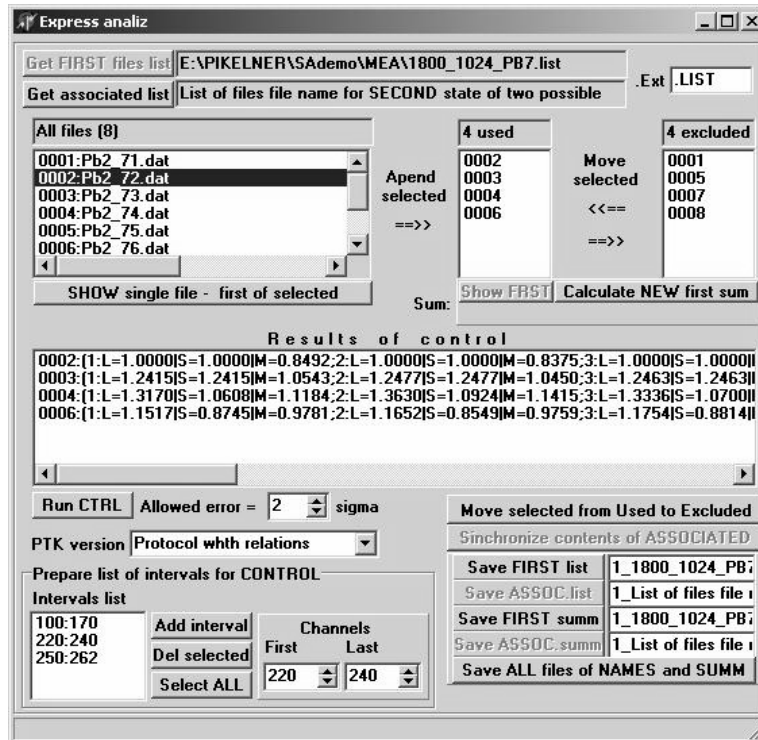 Express analiz
Get FIRST files list E:\PIKELNER\SAdemo\MEA\1800_1024_PB7.list
.Ext .LIST
Get associated list List of files file name for SECOND state of two possible
All files (8)
4 used
4 excluded
0001:Pb2_71.dat
0002:Pb2_72.dat
0003:Pb2_73.dat
0004:Pb2_74.dat
0005:Pb2_75.dat
0006:Pb2_76.dat
Apend
selected
==>>
0002
0003
0004
0006
Move
selected
<<==
==>>
0001
0005
0007
0008
SHOW single file - first of selected
Sum:
Show FRST
Calculate NEW first sum
Results of control
0002:(1:L=1.0000|S=1.0000|M=0.8492;2:L=1.0000|S=1.0000|M=0.8375;3:L=1.0000|S=1.0000|
0003:(1:L=1.2415|S=1.2415|M=1.0543;2:L=1.2477|S=1.2477|M=1.0450;3:L=1.2463|S=1.2463|
0004:(1:L=1.3170|S=1.0608|M=1.1184;2:L=1.3630|S=1.0924|M=1.1415;3:L=1.3336|S=1.0700|
0006:(1:L=1.1517|S=0.8745|M=0.9781;2:L=1.1652|S=0.8549|M=0.9759;3:L=1.1754|S=0.8814|
Run CTRL Allowed error = 2 sigma
PTK version Protocol whth relations
Prepare list of intervals for CONTROL
Intervals list
100:170
220:240
250:262
Add interval
Del selected
Select ALL
Channels
First Last
220 240
Move selected from Used to Excluded
Sinchronize contents of ASSOCIATED
Save FIRST list 1_1800_1024_PB7
Save ASSOC.list 1_List of files file
Save FIRST summ 1_1800_1024_PB7
Save ASSOC.summ 1_List of files file
Save ALL files of NAMES and SUMM